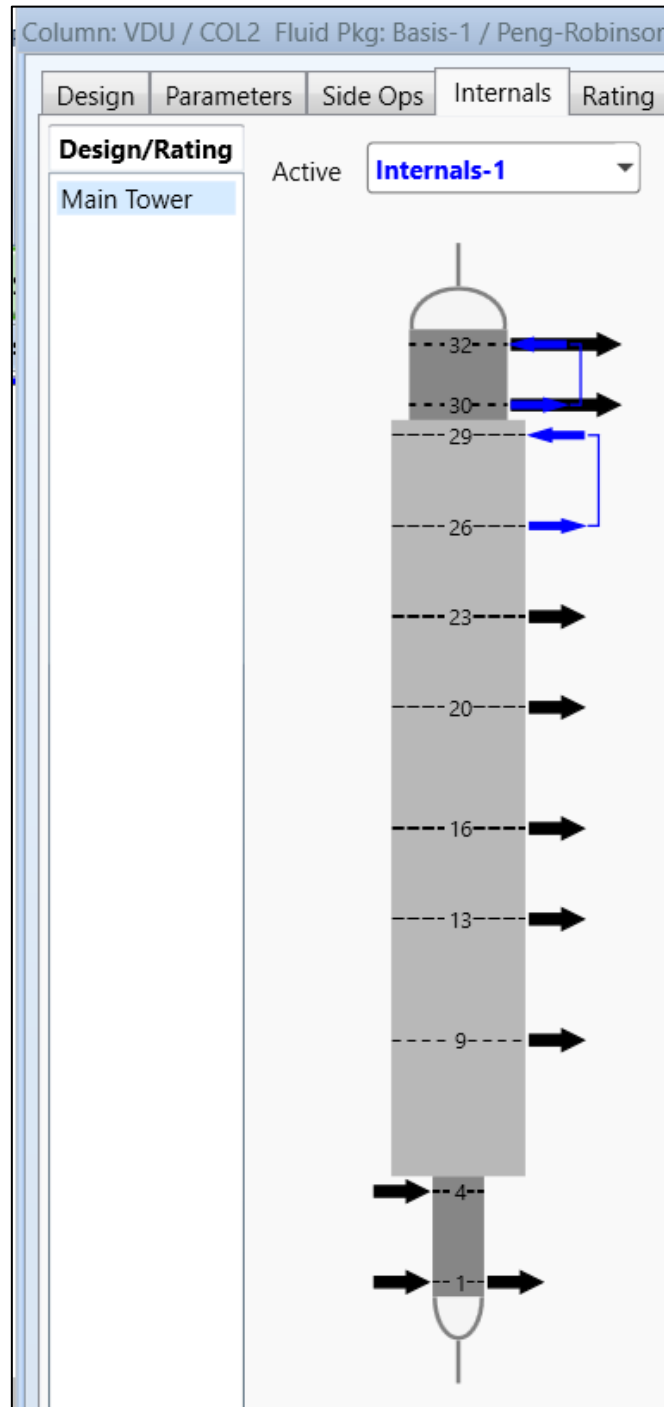 Column: VDU / COL2 Fluid Pkg: Basis-1 / Peng-Robinson
Design Parameters Side Ops Internals Rating
Design/Rating
Main Tower
Active Internals-1
32
30
29
26
23
20
16
13
9
4
1